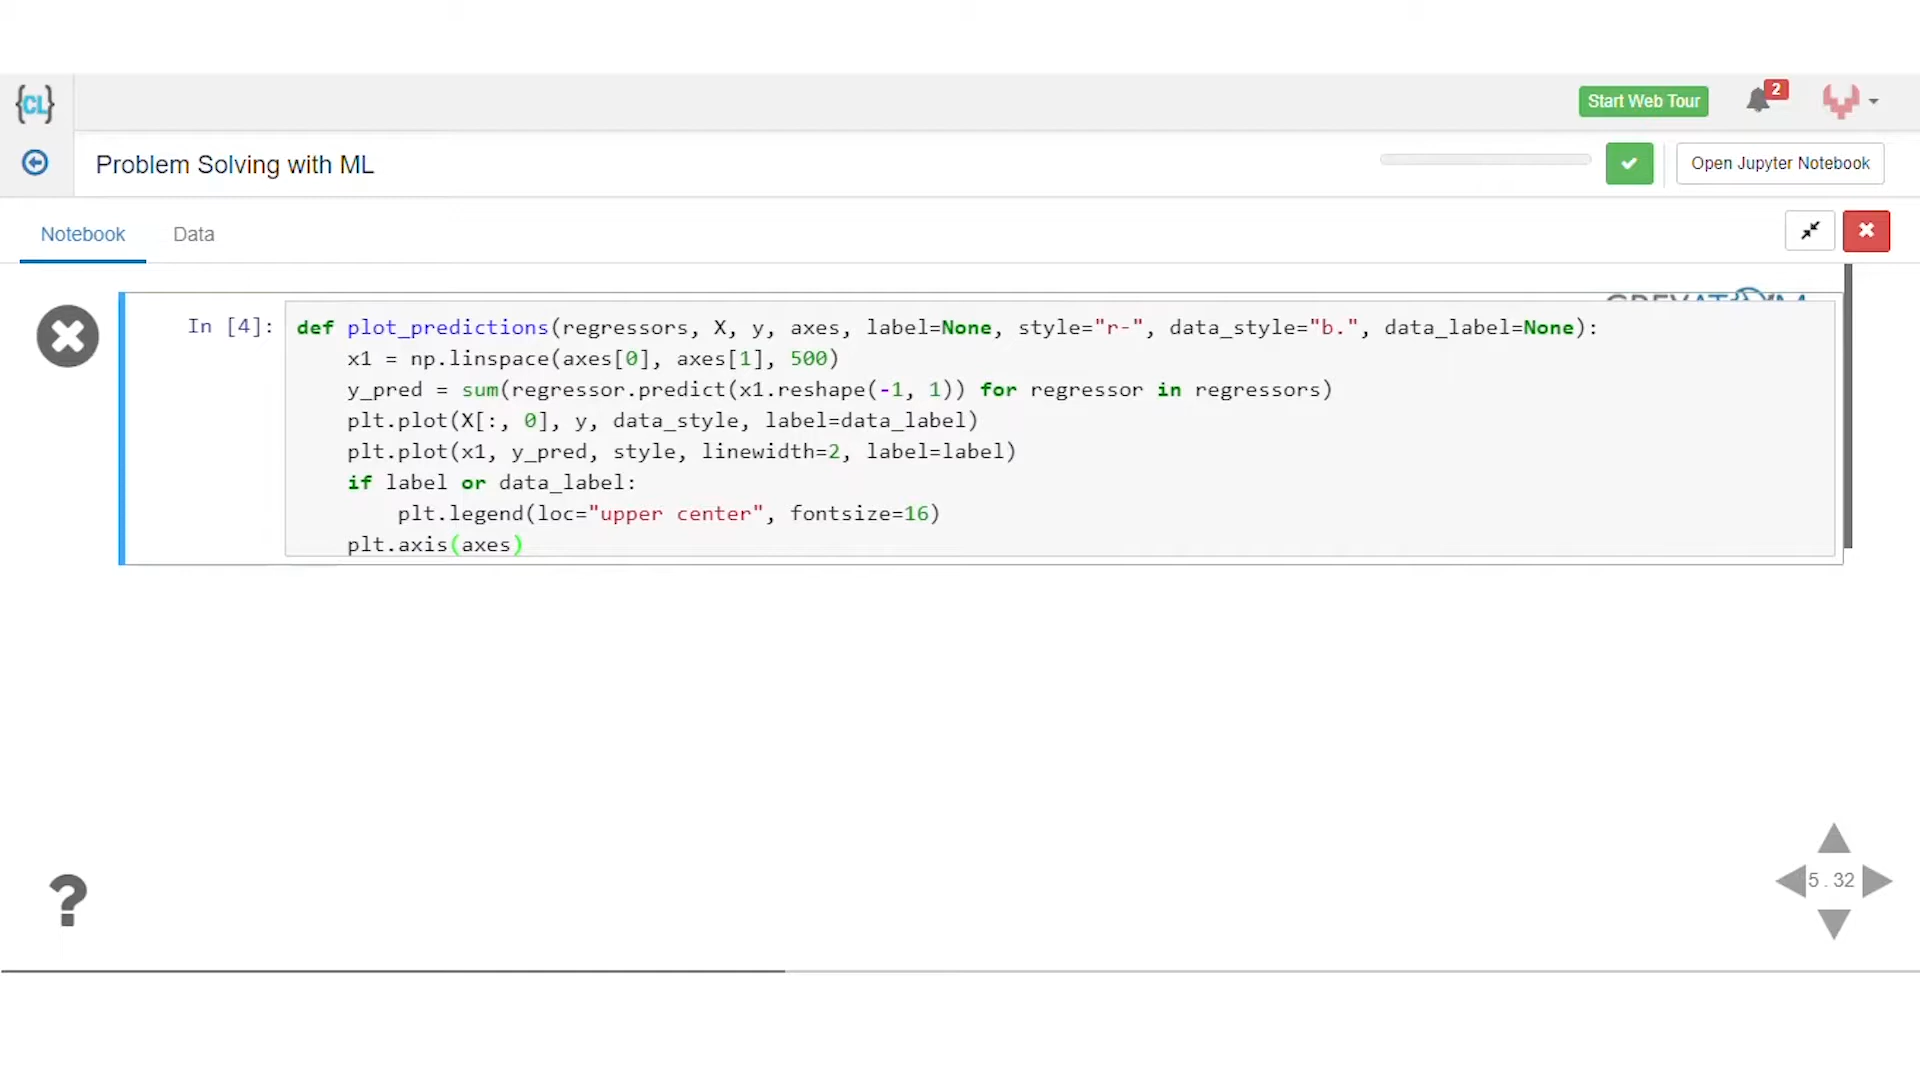 {CL}
Start Web Tour
2
Problem Solving with ML
Open Jupyter Notebook
Notebook
Data
In [4]:
def plot_predictions(regressors, X, y, axes, label=None, style="r-", data_style="b.", data_label=None):
    x1 = np.linspace(axes[0], axes[1], 500)
    y_pred = sum(regressor.predict(x1.reshape(-1, 1)) for regressor in regressors)
    plt.plot(X[:, 0], y, data_style, label=data_label)
    plt.plot(x1, y_pred, style, linewidth=2, label=label)
    if label or data_label:
        plt.legend(loc="upper center", fontsize=16)
    plt.axis(axes)
?
5.32